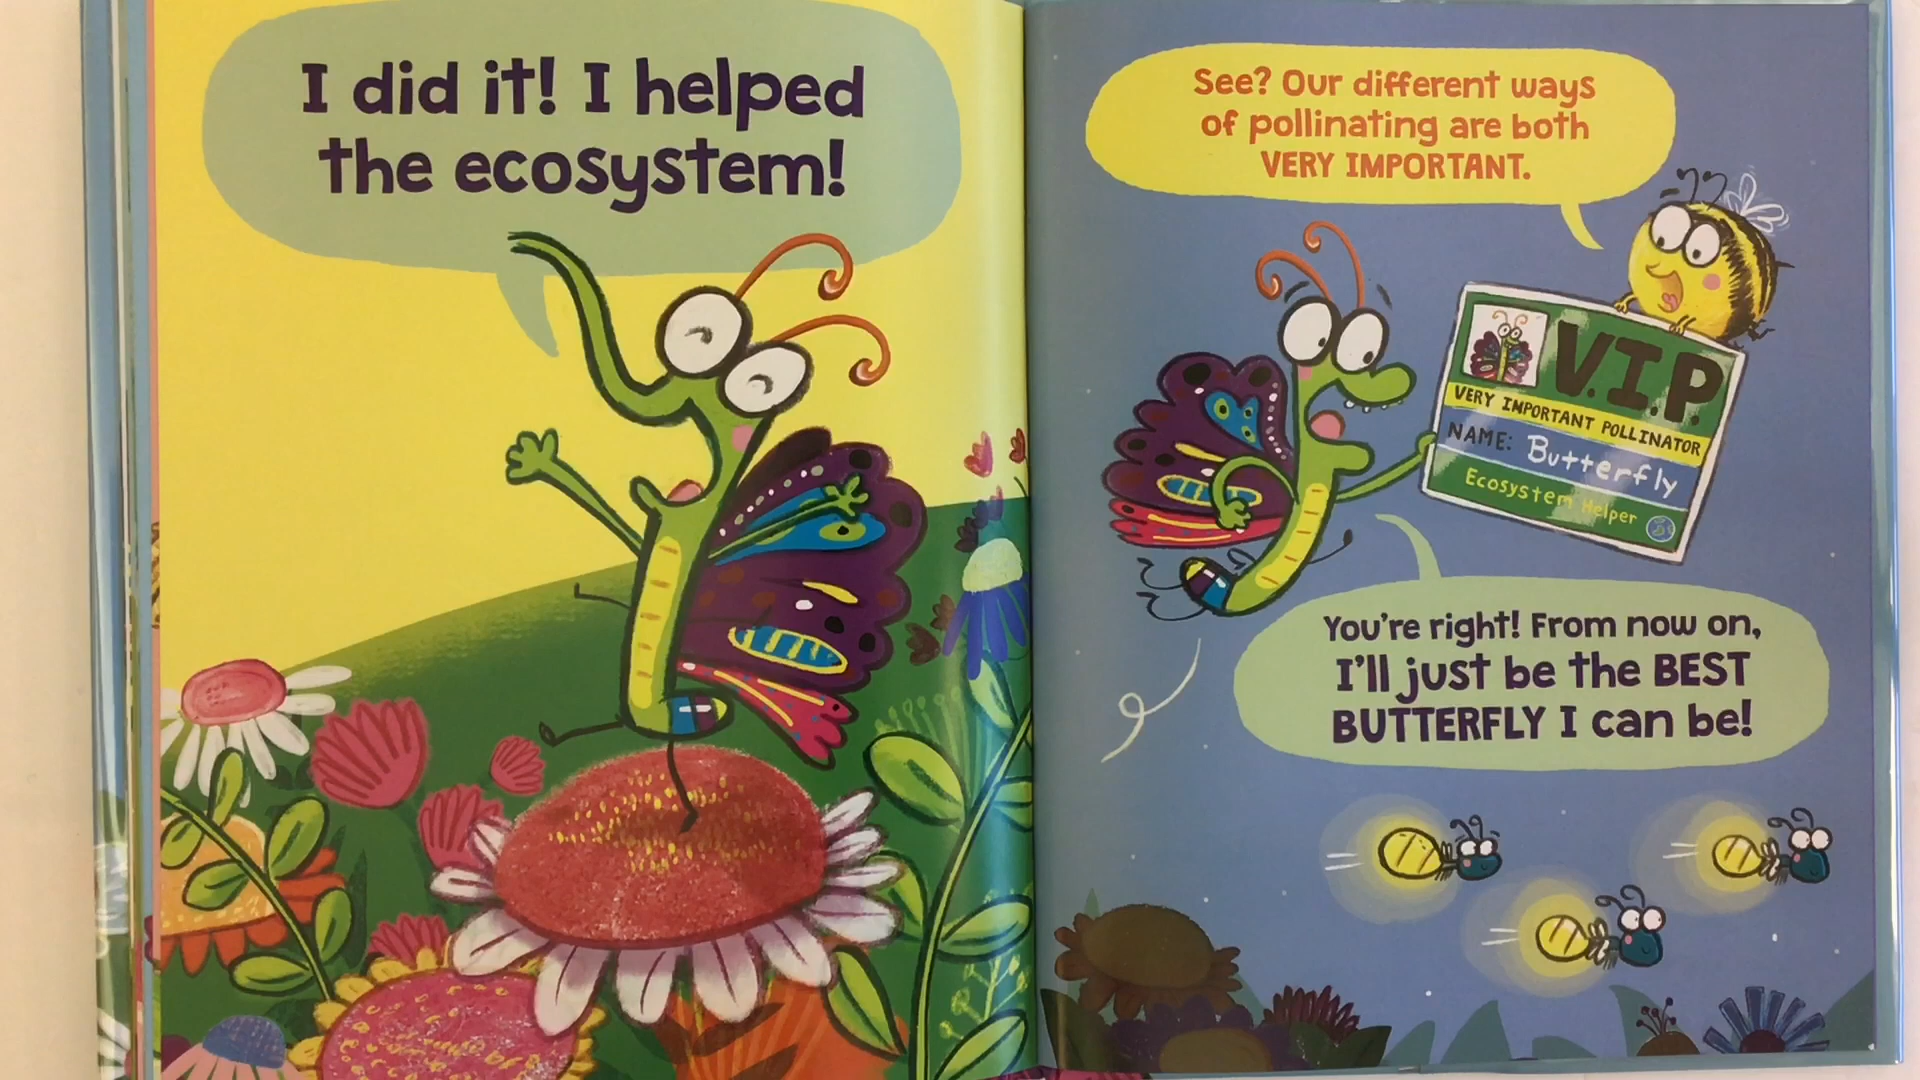 I did it! I helped
the ecosystem!
See? Our different ways
of pollinating are both
VERY IMPORTANT.
V.I.P.
VERY IMPORTANT POLLINATOR
NAME: Butterfly
Ecosystem Helper
You're right! From now on,
I'll just be the BEST
BUTTERFLY I can be!